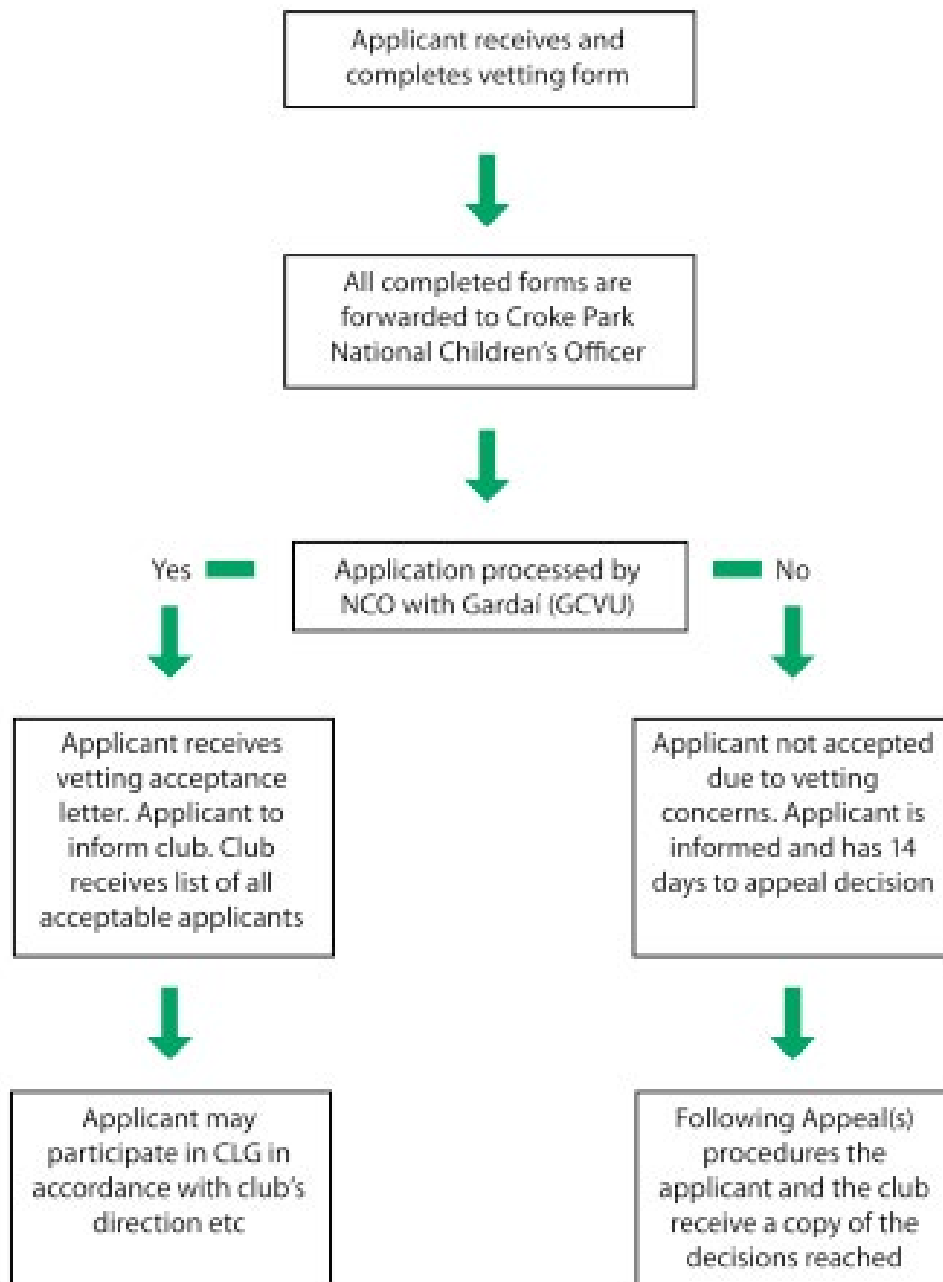 Applicant receives and
completes vetting form
All completed forms are
forwarded to Croke Park
National Children's Officer
Yes
Application processed by
NCO with Gardaí (GCVU)
No
Applicant receives
vetting acceptance
letter. Applicant to
inform club. Club
receives list of all
acceptable applicants
Applicant not accepted
due to vetting
concerns. Applicant is
informed and has 14
days to appeal decision
Applicant may
participate in CLG in
accordance with club's
direction etc
Following Appeal(s)
procedures the
applicant and the club
receive a copy of the
decisions reached